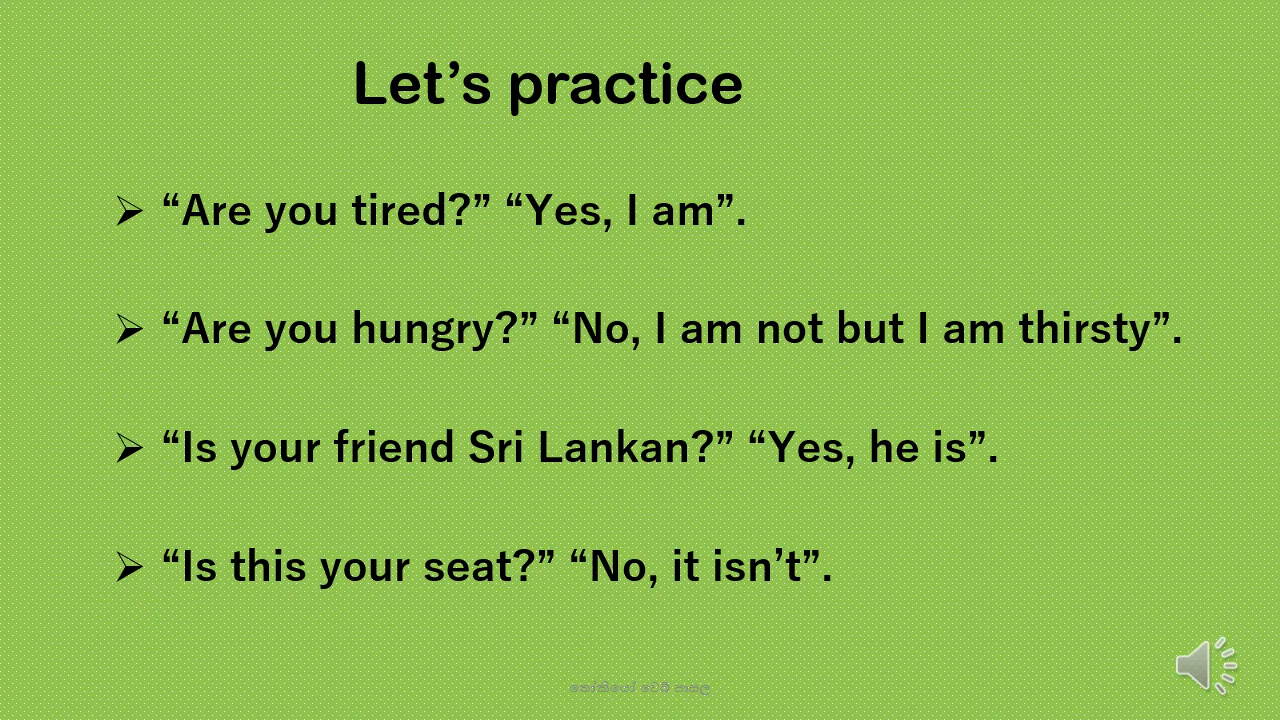 Let’s practice
➢ “Are you tired?” “Yes, I am”.
➢ “Are you hungry?” “No, I am not but I am thirsty”.
➢ “Is your friend Sri Lankan?” “Yes, he is”.
➢ “Is this your seat?” “No, it isn’t”.
තෝකියෝ වෙබ් පාසල